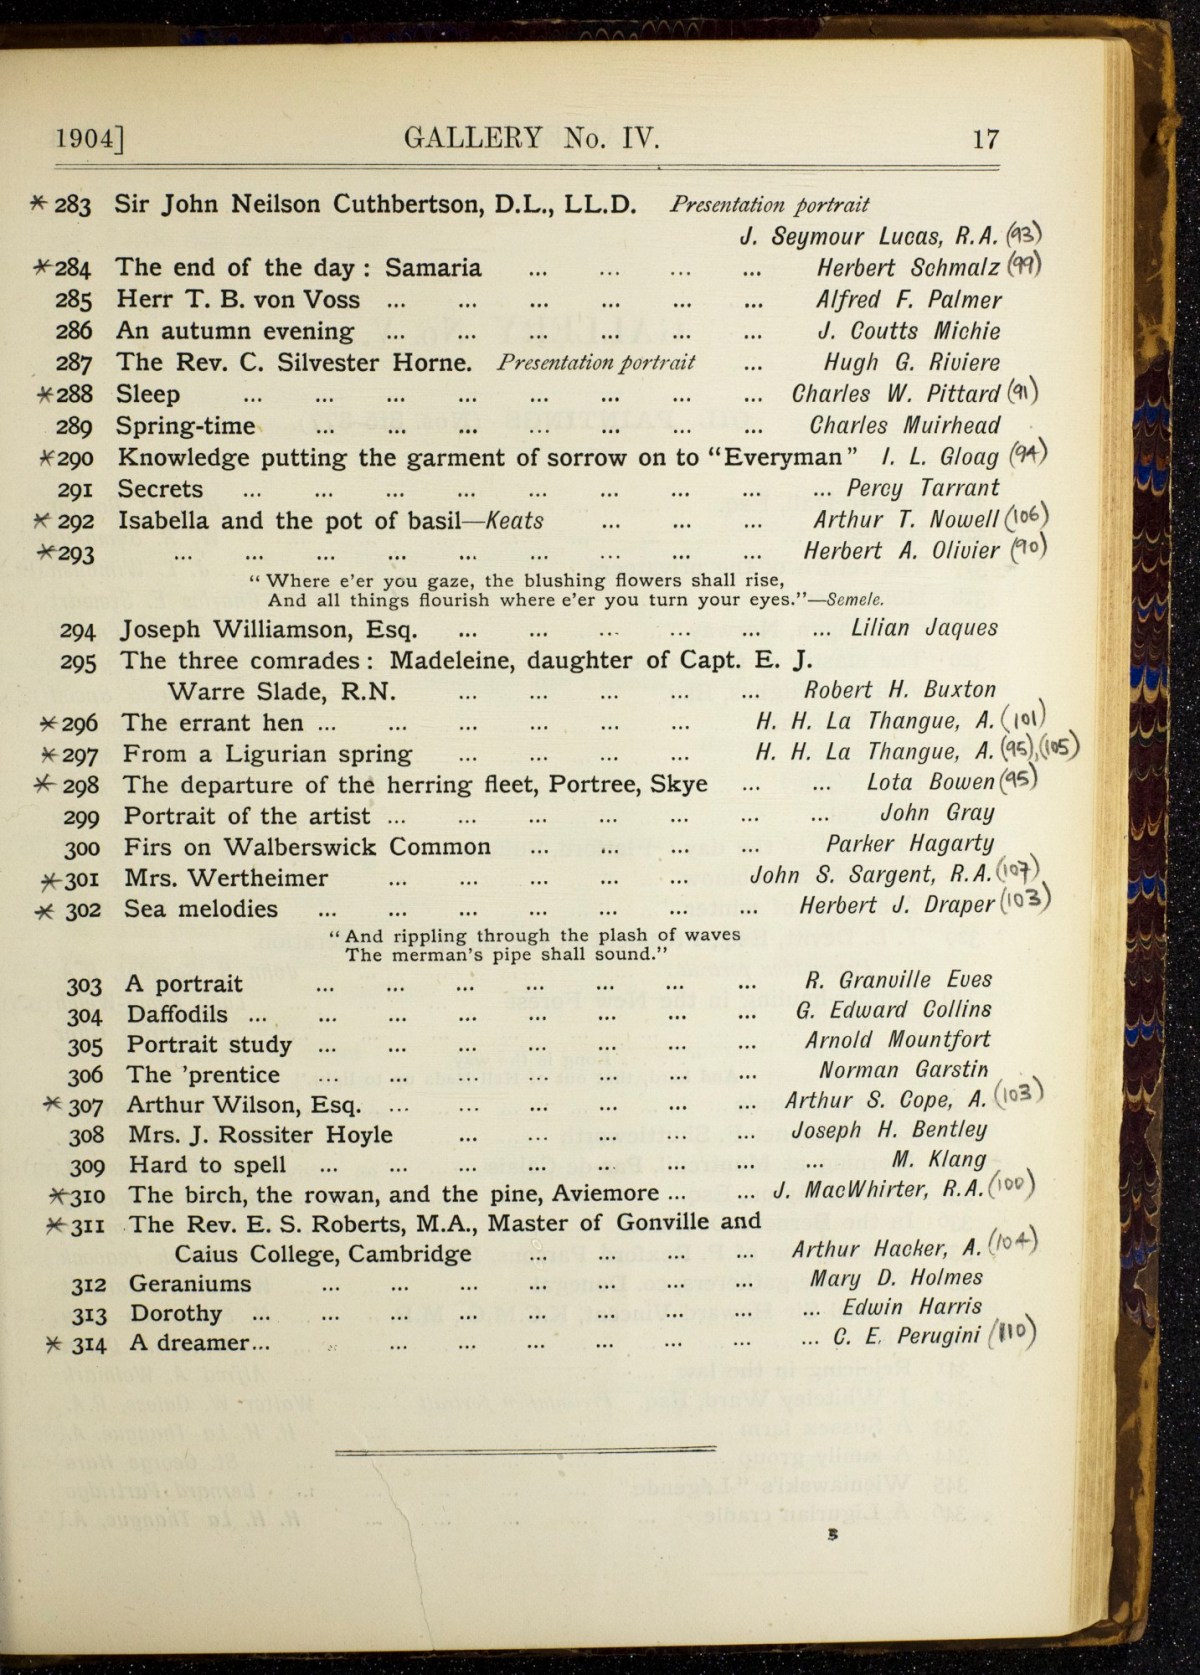 1904] GALLERY No. IV. 17
* 283 Sir John Neilson Cuthbertson, D.L., LL.D. Presentation portrait
J. Seymour Lucas, R.A. (93)
* 284 The end of the day : Samaria ... ... ... ... Herbert Schmalz (99)
285 Herr T. B. von Voss ... ... ... ... ... ... Alfred F. Palmer
286 An autumn evening ... ... ... ... ... ... J. Coutts Michie
287 The Rev. C. Silvester Horne. Presentation portrait ... Hugh G. Riviere
* 288 Sleep ... ... ... ... ... ... ... ... Charles W. Pittard (91)
289 Spring-time ... ... ... ... ... ... ... Charles Muirhead
* 290 Knowledge putting the garment of sorrow on to "Everyman" I. L. Gloag (94)
291 Secrets ... ... ... ... ... ... ... ... ... Percy Tarrant
* 292 Isabella and the pot of basil—Keats ... ... ... Arthur T. Nowell (106)
* 293 ... ... ... ... ... ... ... ... ... Herbert A. Olivier (90)
"Where e'er you gaze, the blushing flowers shall rise,
And all things flourish where e'er you turn your eyes."—Semele.
294 Joseph Williamson, Esq. ... ... ... ... ... ... Lilian Jaques
295 The three comrades : Madeleine, daughter of Capt. E. J.
Warre Slade, R.N. ... ... ... ... ... Robert H. Buxton
* 296 The errant hen ... ... ... ... ... ... H. H. La Thangue, A. (101)
* 297 From a Ligurian spring ... ... ... ... H. H. La Thangue, A. (95), (105)
* 298 The departure of the herring fleet, Portree, Skye ... ... Lota Bowen (95)
299 Portrait of the artist ... ... ... ... ... ... ... John Gray
300 Firs on Walberswick Common ... ... ... ... Parker Hagarty
* 301 Mrs. Wertheimer ... ... ... ... ... John S. Sargent, R.A. (107)
* 302 Sea melodies ... ... ... ... ... ... ... Herbert J. Draper (103)
"And rippling through the plash of waves
The merman's pipe shall sound."
303 A portrait ... ... ... ... ... ... ... R. Granville Eves
304 Daffodils ... ... ... ... ... ... ... ... G. Edward Collins
305 Portrait study ... ... ... ... ... ... ... Arnold Mountfort
306 The 'prentice ... ... ... ... ... ... ... Norman Garstin
* 307 Arthur Wilson, Esq. ... ... ... ... ... ... Arthur S. Cope, A. (103)
308 Mrs. J. Rossiter Hoyle ... ... ... ... ... Joseph H. Bentley
309 Hard to spell ... ... ... ... ... ... ... ... M. Klang
* 310 The birch, the rowan, and the pine, Aviemore ... ... J. MacWhirter, R.A. (100)
* 311 The Rev. E. S. Roberts, M.A., Master of Gonville and
Caius College, Cambridge ... ... ... ... Arthur Hacker, A. (104)
312 Geraniums ... ... ... ... ... ... ... Mary D. Holmes
313 Dorothy ... ... ... ... ... ... ... ... ... Edwin Harris
* 314 A dreamer... ... ... ... ... ... ... ... ... C. E. Perugini (110)